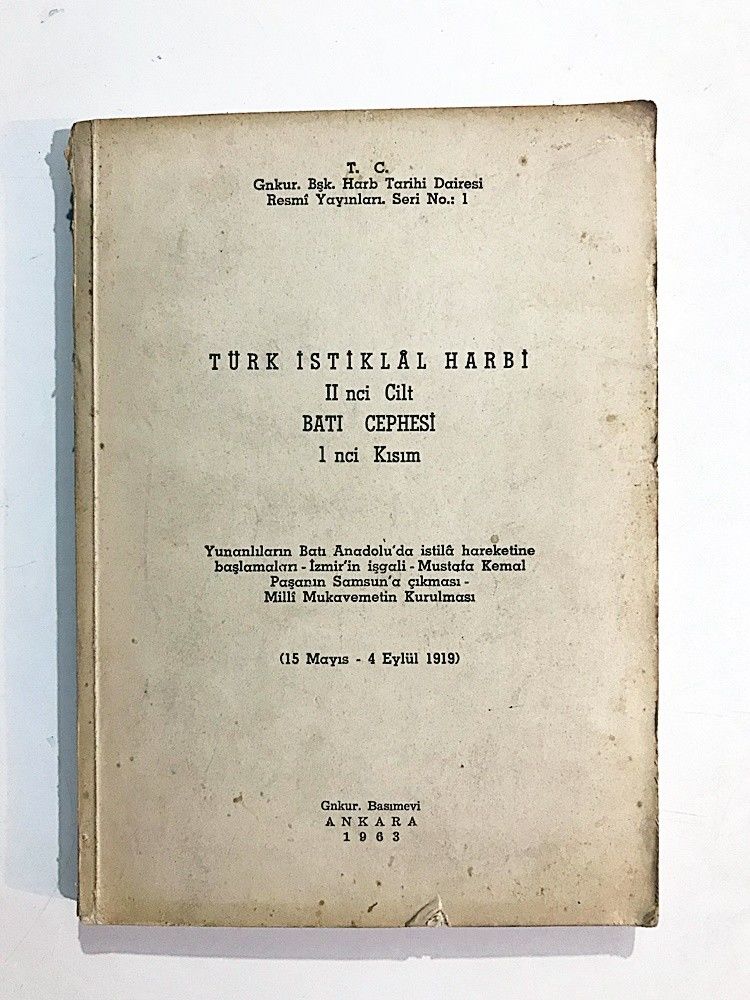 T. C.
Gnkur. Bşk. Harb Tarihi Dairesi
Resmî Yayınları. Seri No.: 1
TÜRK İSTİKLÂL HARBİ
II nci Cilt
BATI CEPHESİ
1 nci Kısım
Yunanlıların Batı Anadolu'da istilâ hareketine
başlamaları - İzmir'in işgali - Mustafa Kemal
Paşanın Samsun'a çıkması -
Millî Mukavemetin Kurulması
(15 Mayıs - 4 Eylül 1919)
Gnkur. Basımevi
ANKARA
1963